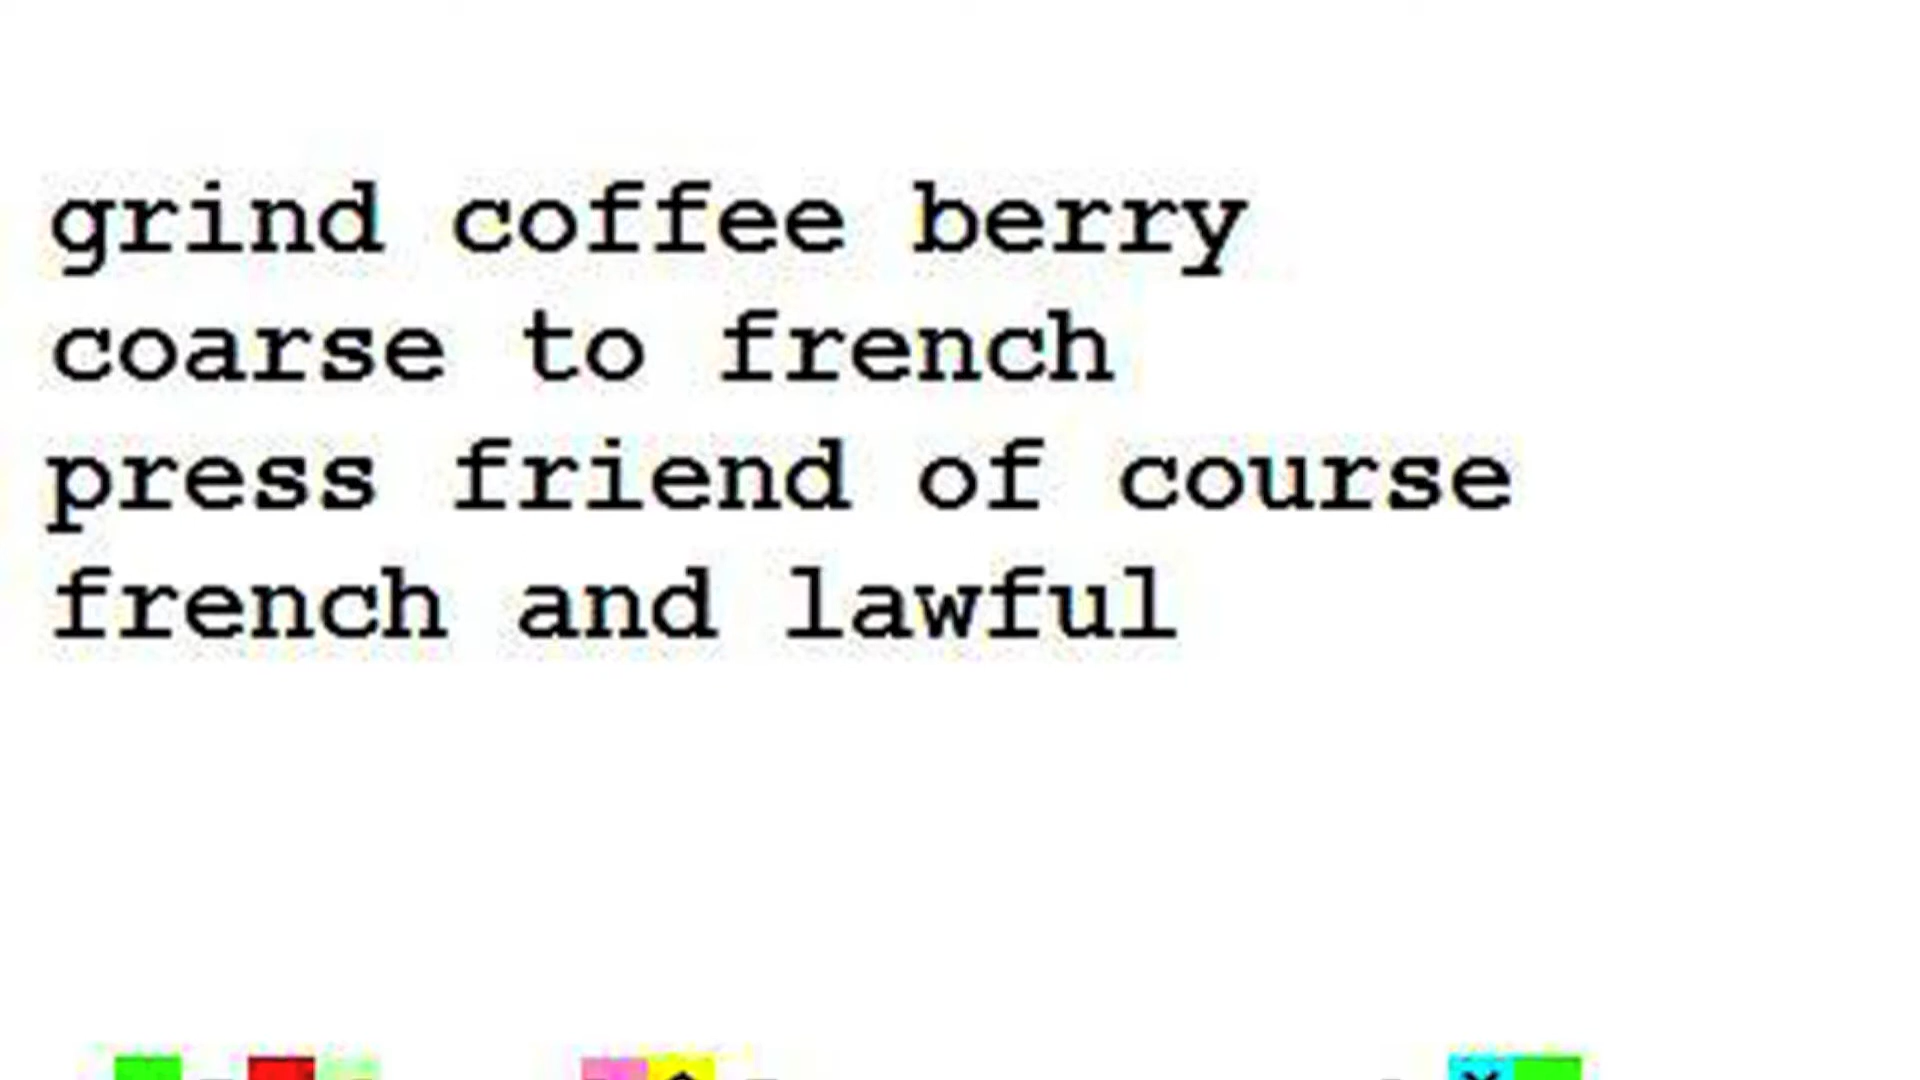 grind coffee berry
coarse to french
press friend of course
french and lawful